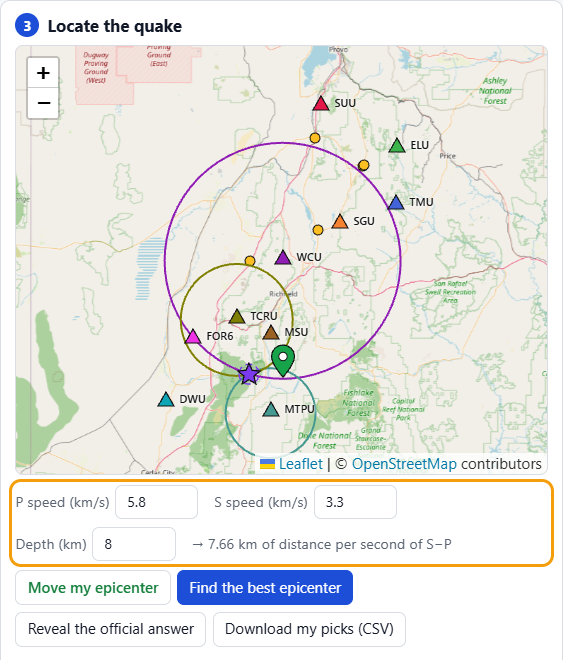 3 Locate the quake
Provo
Dugway
Proving
Ground
(West)
Proving
Ground
(East)
+
−
SUU
Ashley
National
Forest
ELU
Price
TMU
SGU
WCU
San Rafael
Swell Recreation
Area
Richfield
TCRU
FOR6
MSU
DWU
MTPU
Fishlake
National
Forest
Capitol
Reef National
Park
Dixie National
Forest
Grand
Staircase-
Escalante
Cedar City
Leaflet | © OpenStreetMap contributors
P speed (km/s) 5.8 S speed (km/s) 3.3
Depth (km) 8 → 7.66 km of distance per second of S−P
Move my epicenter Find the best epicenter
Reveal the official answer Download my picks (CSV)